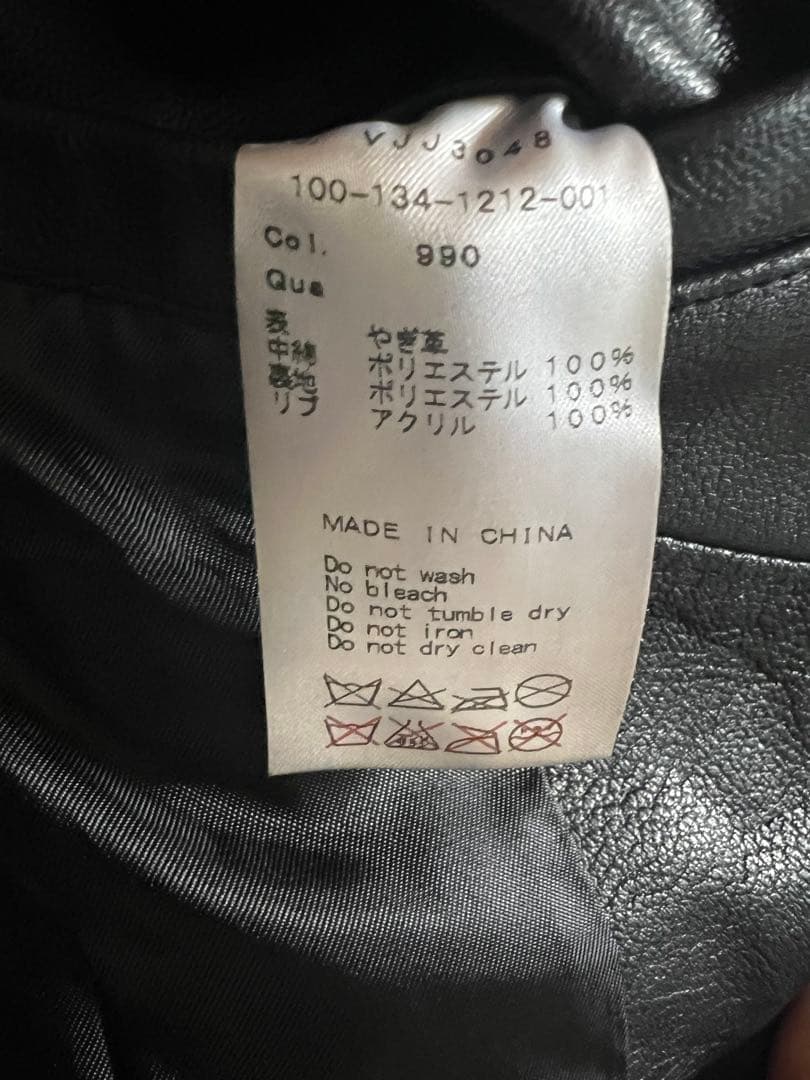 VJJ3048
100-134-1212-001
Col. 990
Qua
表 やぎ革
中綿 ポリエステル 100%
裏地 ポリエステル 100%
リブ アクリル 100%
MADE IN CHINA
Do not wash
No bleach
Do not tumble dry
Do not iron
Do not dry clean